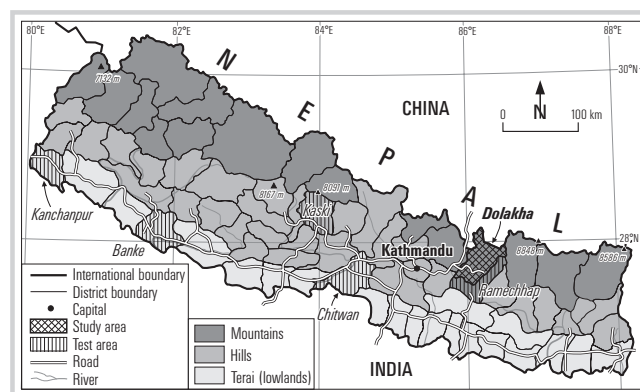 80°E
82°E
84°E
86°E
88°E
30°N
7132 m
N E P A L
CHINA
N
0 100 km
8167 m
8091 m
Kaski
Kanchanpur
Banke
Dolakha
28°N
Kathmandu
8848 m
8586 m
Ramechhap
Chitwan
INDIA
International boundary
District boundary
Capital
Study area
Test area
Road
River
Mountains
Hills
Terai (lowlands)